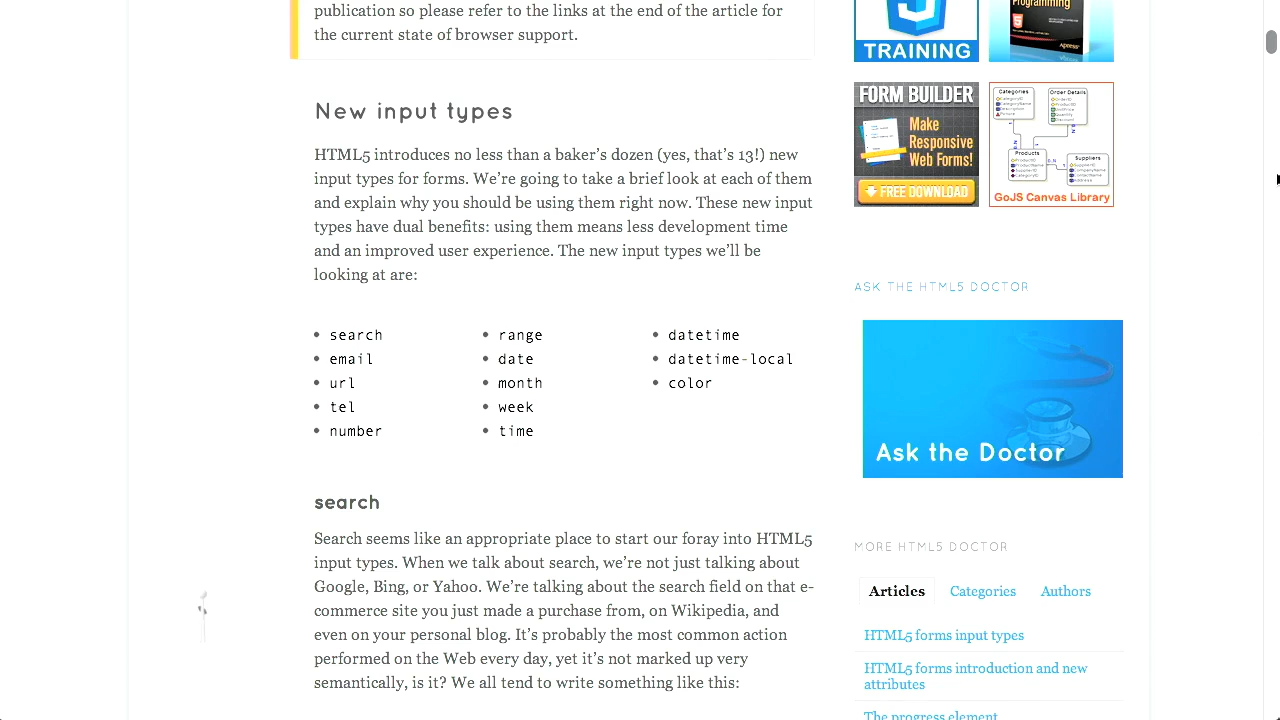 publication so please refer to the links at the end of the article for
the current state of browser support.
New input types
HTML5 introduces no less than a baker's dozen (yes, that's 13!) new
input types for forms. We're going to take a brief look at each of them
and explain why you should be using them right now. These new input
types have dual benefits: using them means less development time
and an improved user experience. The new input types we'll be
looking at are:
search
email
url
tel
number
range
date
month
week
time
datetime
datetime-local
color
search
Search seems like an appropriate place to start our foray into HTML5
input types. When we talk about search, we're not just talking about
Google, Bing, or Yahoo. We're talking about the search field on that e-
commerce site you just made a purchase from, on Wikipedia, and
even on your personal blog. It's probably the most common action
performed on the Web every day, yet it's not marked up very
semantically, is it? We all tend to write something like this:
TRAINING
Programming
Apress
FORM BUILDER
Make
Responsive
Web Forms!
FREE DOWNLOAD
Categories
Order Details
Products
Suppliers
GoJS Canvas Library
ASK THE HTML5 DOCTOR
Ask the Doctor
MORE HTML5 DOCTOR
Articles Categories Authors
HTML5 forms input types
HTML5 forms introduction and new
attributes
The progress element